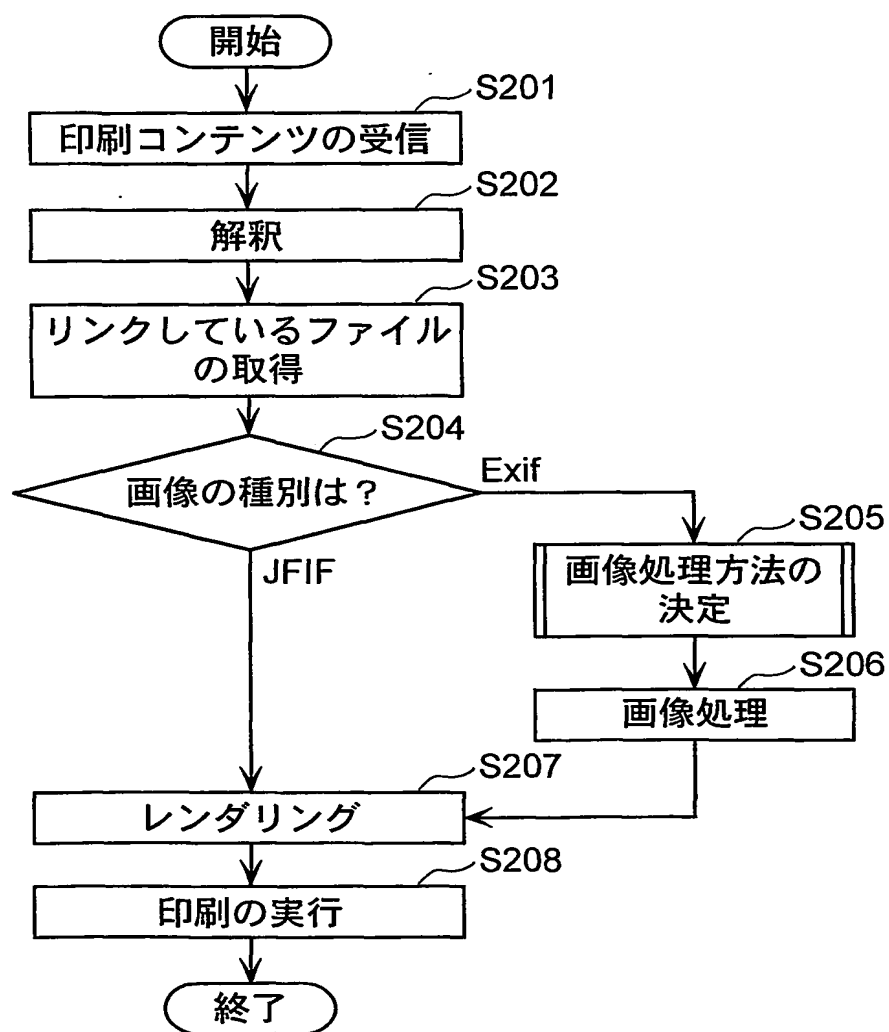 開始
S201
印刷コンテンツの受信
S202
解釈
S203
リンクしているファイル
の取得
S204
画像の種別は？
Exif
JFIF
S205
画像処理方法の
決定
S206
画像処理
S207
レンダリング
S208
印刷の実行
終了